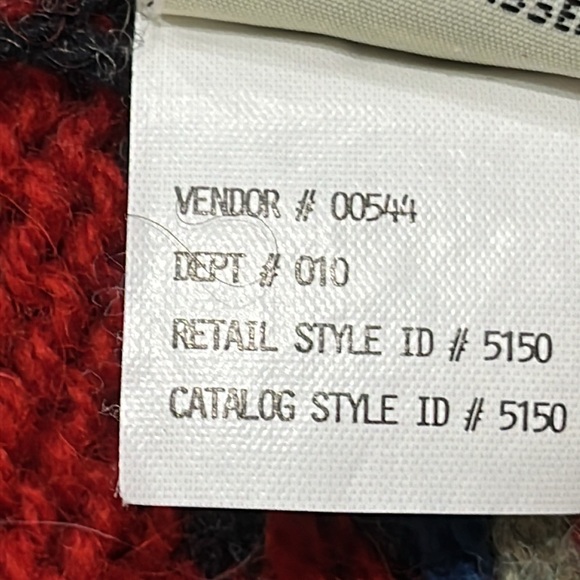 VENDOR # 00544
DEPT # 010
RETAIL STYLE ID # 5150
CATALOG STYLE ID # 5150